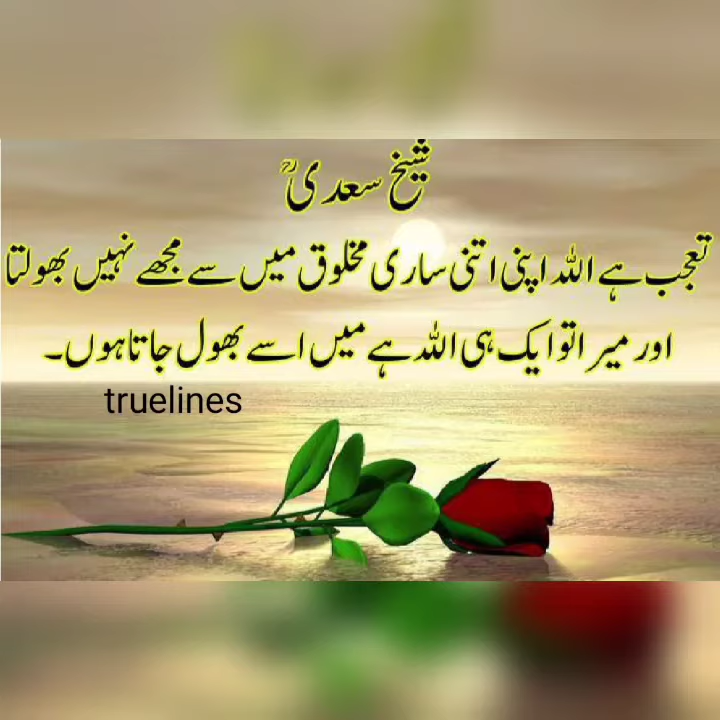 شیخ سعدیؒ
تعجب ہے اللہ اپنی اتنی ساری مخلوق میں سے مجھے نہیں بھولتا
اور میرا تو ایک ہی اللہ ہے میں اسے بھول جاتا ہوں۔
truelines